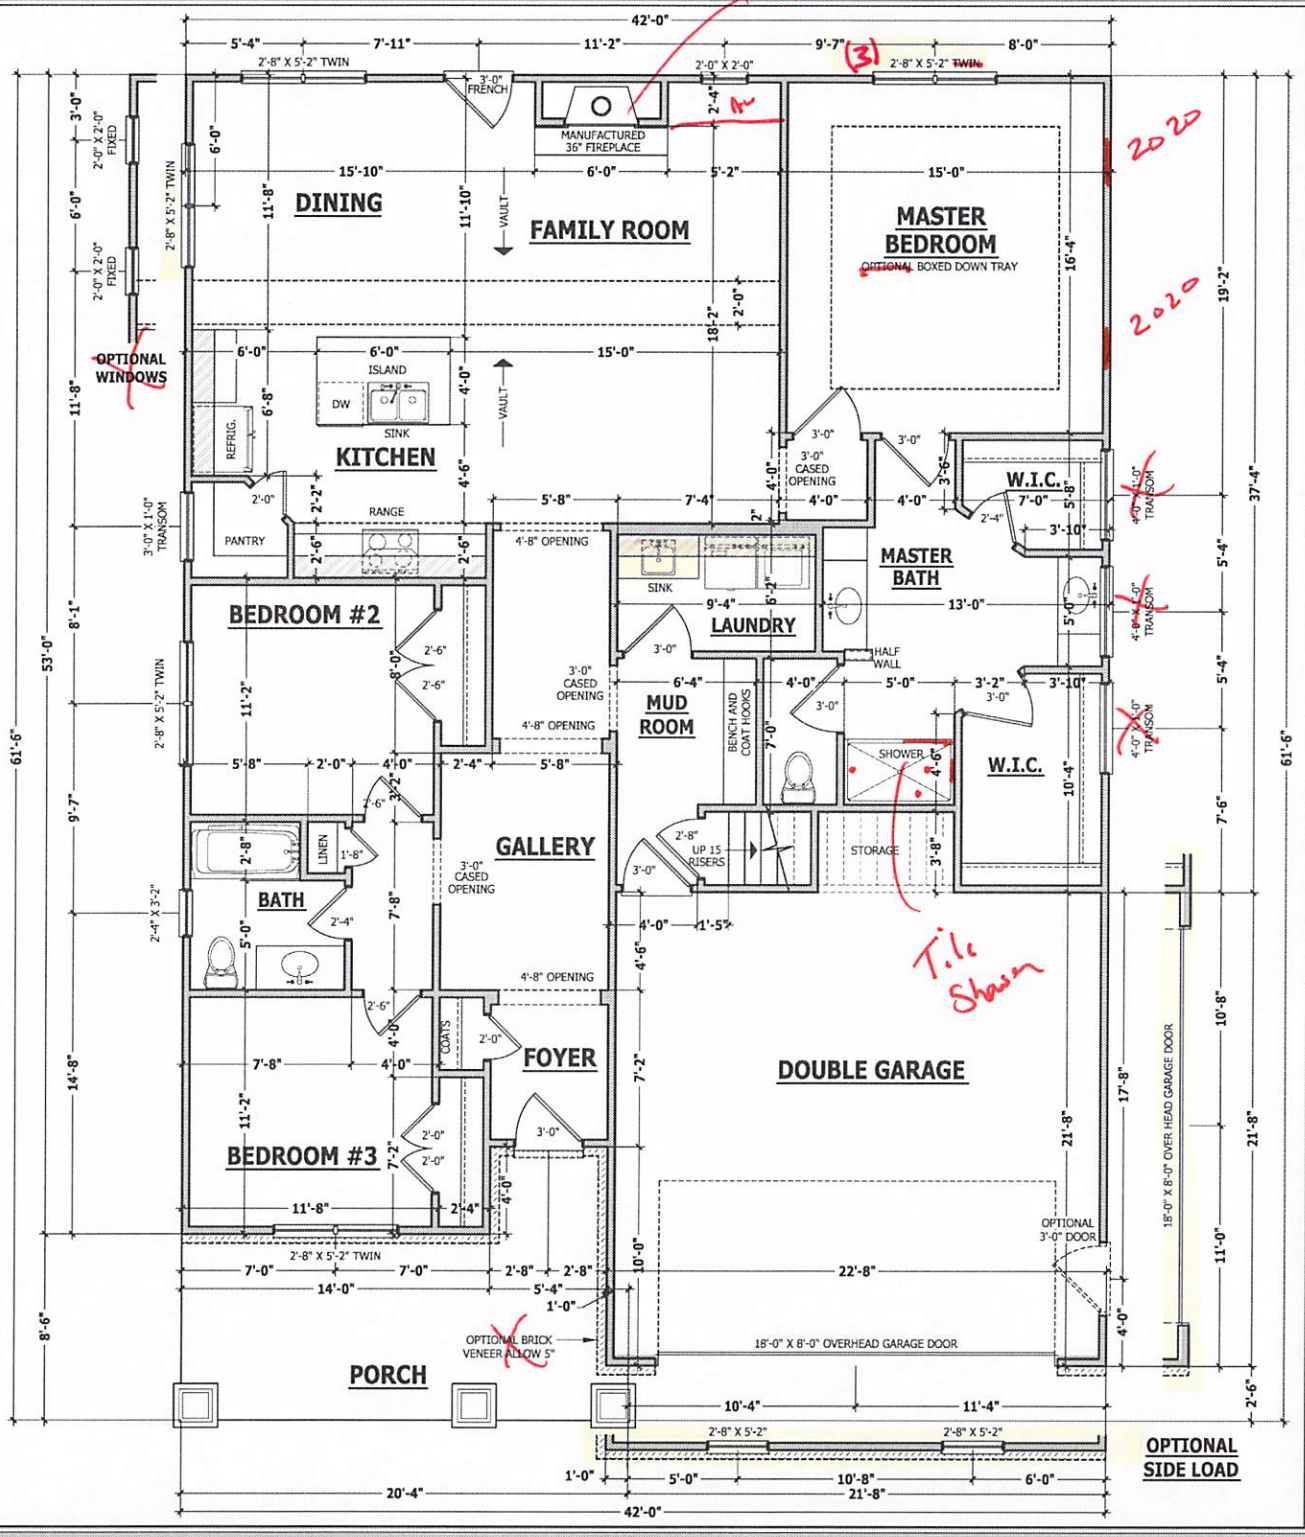 42'-0"
5'-4"
7'-11"
11'-2"
9'-7"
8'-0"
(3)
2'-8" X 5'-2" TWIN
3'-0"
FRENCH
2'-0" X 2'-0"
2'-8" X 5'-2" TWIN
3'-0"
2'-0" X 2'-0"
FIXED
6'-0"
2'-0" X 2'-0"
FIXED
2'-8" X 5'-2" TWIN
6'-0"
MANUFACTURED
36" FIREPLACE
2'-4"
2020
15'-10"
6'-0"
5'-2"
15'-0"
11'-8"
11'-10"
DINING
VAULT
FAMILY ROOM
MASTER
BEDROOM
OPTIONAL BOXED DOWN TRAY
16'-4"
19'-2"
2020
2'-0"
18'-2"
OPTIONAL
WINDOWS
11'-8"
6'-0"
6'-0"
15'-0"
ISLAND
DW
SINK
4'-0"
VAULT
6'-8"
REFRIG.
KITCHEN
4'-6"
3'-0"
3'-0"
3'-0"
CASED
OPENING
4'-0"
3'-6"
W.I.C.
5'-8"
4'-0" X 1'-0"
TRANSOM
37'-4"
2'-0"
2'-2"
5'-8"
7'-4"
4'-0"
4'-0"
7'-0"
2'-4"
3'-10"
3'-0" X 1'-0"
TRANSOM
PANTRY
RANGE
2'-6"
2'-6"
4'-8" OPENING
2"
SINK
6'-2"
MASTER
BATH
5'-4"
BEDROOM #2
9'-4"
LAUNDRY
13'-0"
5'-0"
4'-0" X 1'-0"
TRANSOM
8'-1"
53'-0"
61'-6"
2'-6"
8'-0"
2'-6"
3'-0"
HALF
WALL
3'-0"
CASED
OPENING
6'-4"
4'-0"
5'-0"
3'-2"
3'-10"
5'-4"
2'-8" X 5'-2" TWIN
11'-2"
4'-8" OPENING
MUD
ROOM
BENCH AND
COAT HOOKS
7'-0"
3'-0"
3'-0"
4'-0" X 1'-0"
TRANSOM
61'-6"
5'-8"
2'-0"
4'-0"
2'-4"
5'-8"
SHOWER
4'-6"
W.I.C.
10'-4"
7'-6"
9'-7"
2'-6"
3'-2"
2'-8"
LINEN
1'-8"
GALLERY
2'-8"
UP 15
RISERS
STORAGE
3'-8"
3'-0"
3'-0"
CASED
OPENING
BATH
2'-4"
7'-8"
2'-4" X 3'-2"
5'-0"
4'-0"
1'-5"
4'-6"
Tile
Shower
4'-8" OPENING
2'-6"
4'-0"
COATS
2'-0"
FOYER
7'-2"
DOUBLE GARAGE
17'-8"
10'-8"
18'-0" X 8'-0" OVER HEAD GARAGE DOOR
14'-8"
7'-8"
4'-0"
11'-2"
3'-0"
21'-8"
21'-8"
BEDROOM #3
2'-0"
2'-0"
7'-2"
11'-8"
2'-4"
4'-0"
OPTIONAL
3'-0" DOOR
11'-0"
2'-8" X 5'-2" TWIN
7'-0"
7'-0"
2'-8"
2'-8"
10'-0"
22'-8"
14'-0"
5'-4"
1'-0"
4'-0"
8'-6"
OPTIONAL BRICK
VENEER ALLOW 5"
18'-0" X 8'-0" OVERHEAD GARAGE DOOR
PORCH
10'-4"
11'-4"
2'-6"
2'-8" X 5'-2"
2'-8" X 5'-2"
OPTIONAL
SIDE LOAD
1'-0"
5'-0"
10'-8"
6'-0"
20'-4"
21'-8"
42'-0"